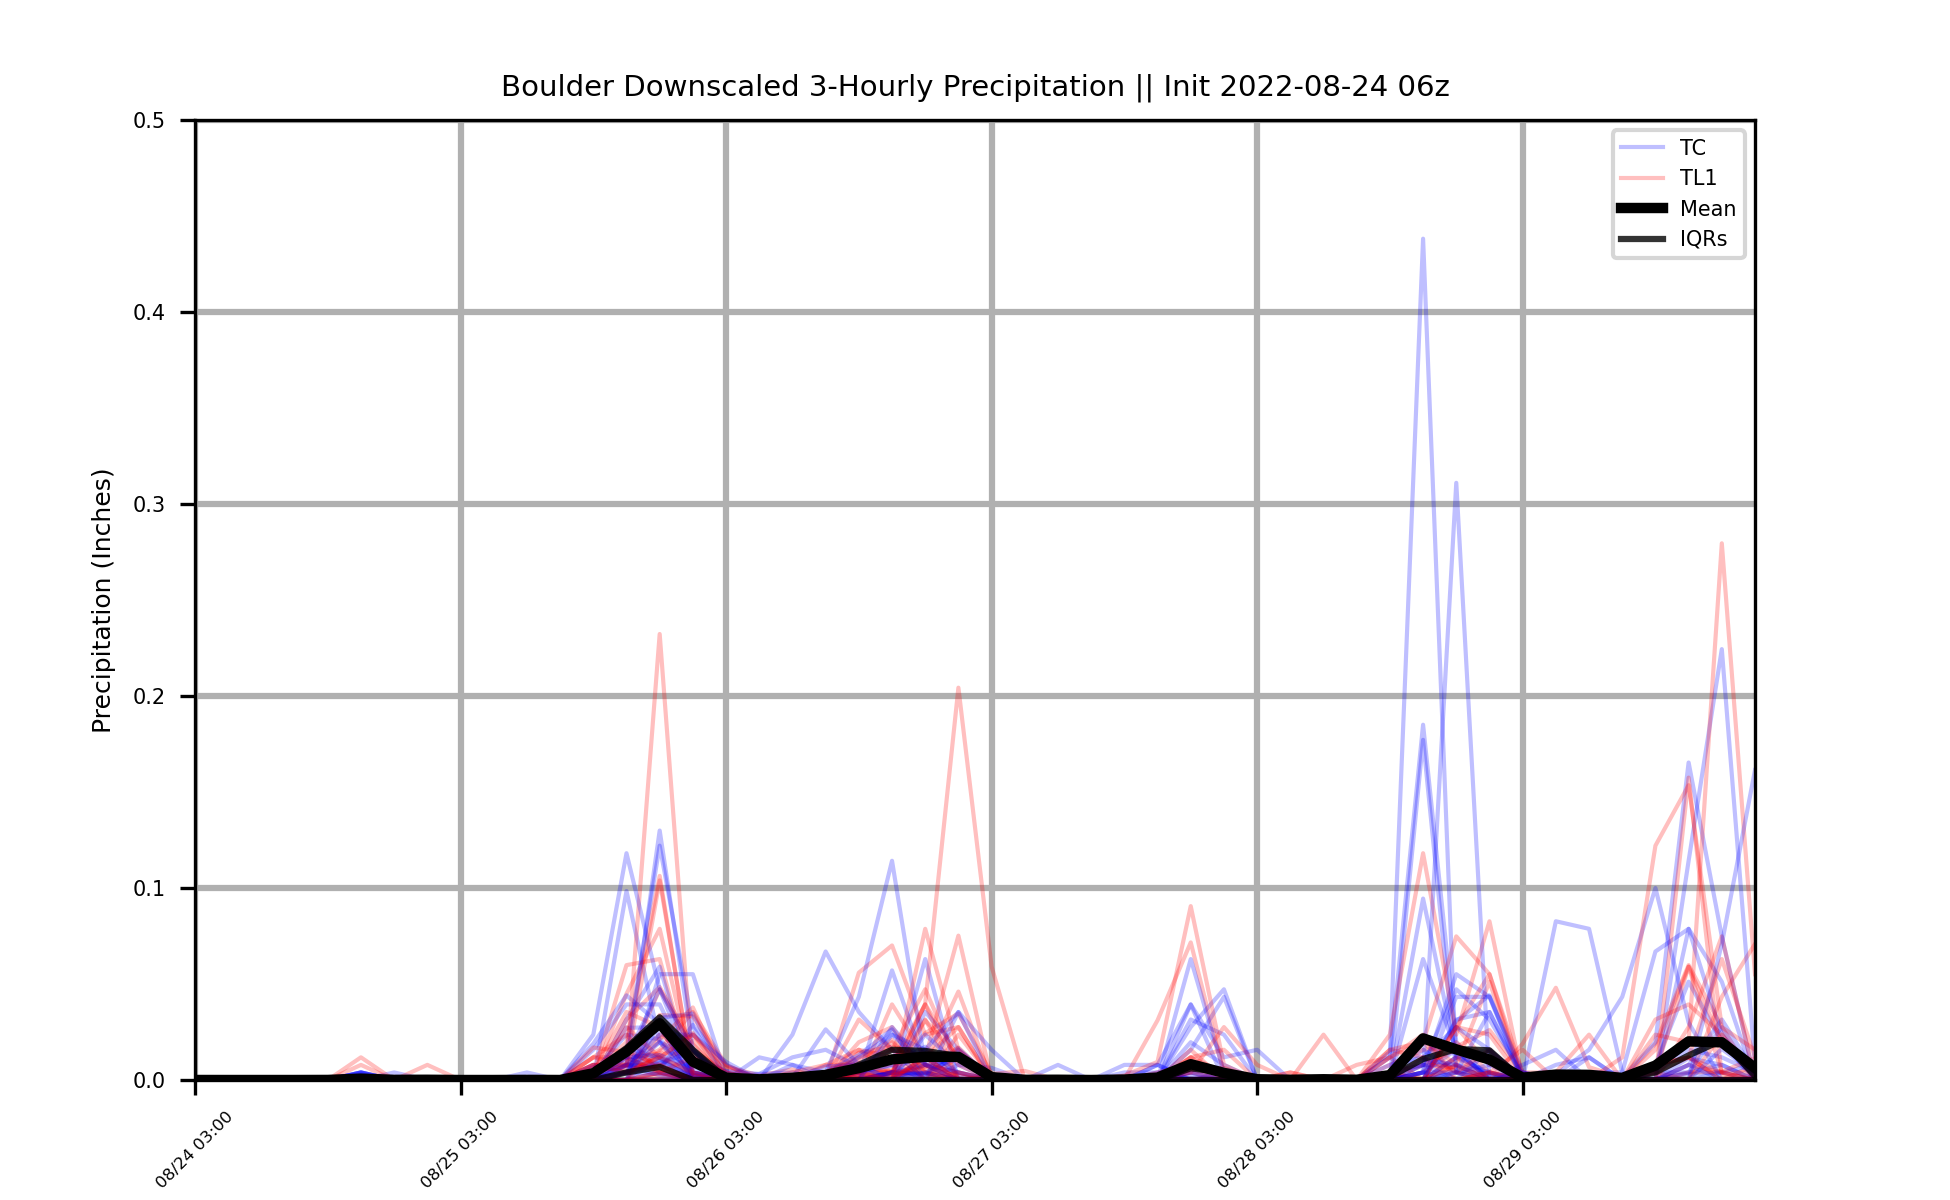 Boulder Downscaled 3-Hourly Precipitation || Init 2022-08-24 06z
TC
TL1
Mean
IQRs
Precipitation (Inches)
0.5
0.4
0.3
0.2
0.1
0.0
08/24 03:00
08/25 03:00
08/26 03:00
08/27 03:00
08/28 03:00
08/29 03:00